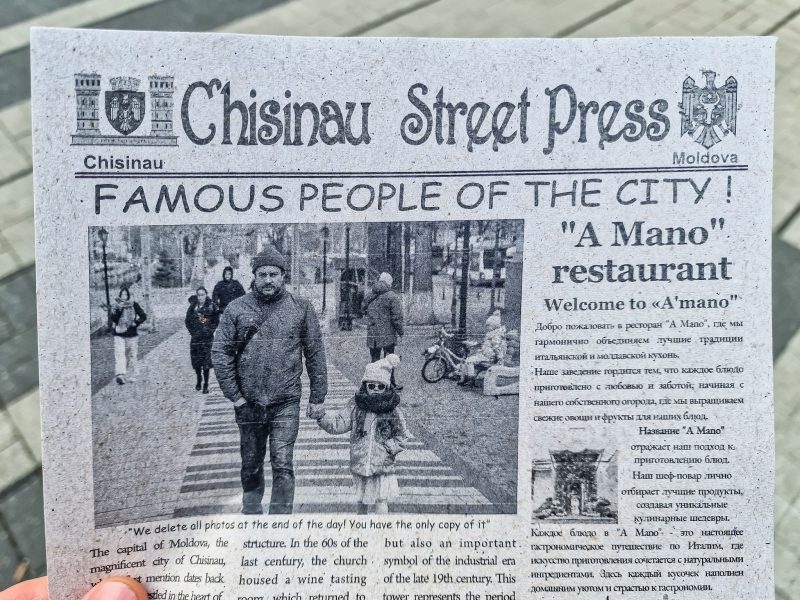 Chisinau Street Press
Chisinau
Moldova
FAMOUS PEOPLE OF THE CITY !
"We delete all photos at the end of the day! You have the only copy of it"
The capital of Moldova, the
magnificent city of Chisinau,
mention dates back
in the heart of
structure. In the 60s of the
last century, the church
housed a wine tasting
room which returned to
but also an important
symbol of the industrial era
of the late 19th century. This
tower represents the period
"A Mano"
restaurant
Welcome to «A'mano"
Добро пожаловать в ресторан "A Mano", где мы
гармонично объединяем лучшие традиции
итальянской и молдавской кухонь.
Наше заведение гордится тем, что каждое блюдо
приготовлено с любовью и заботой, начиная с
нашего собственного огорода, где мы выращиваем
свежие овощи и фрукты для наших блюд.
Название "A Mano"
отражает наш подход к
приготовлению блюд.
Наш шеф-повар лично
отбирает лучшие продукты,
создавая уникальные
кулинарные шедевры.
Каждое блюдо в "A Mano" - это настоящее
гастрономическое путешествие по Италии, где
искусство приготовления сочетается с натуральными
ингредиентами. Здесь каждый кусочек наполнен
домашним уютом и страстью к гастрономии.